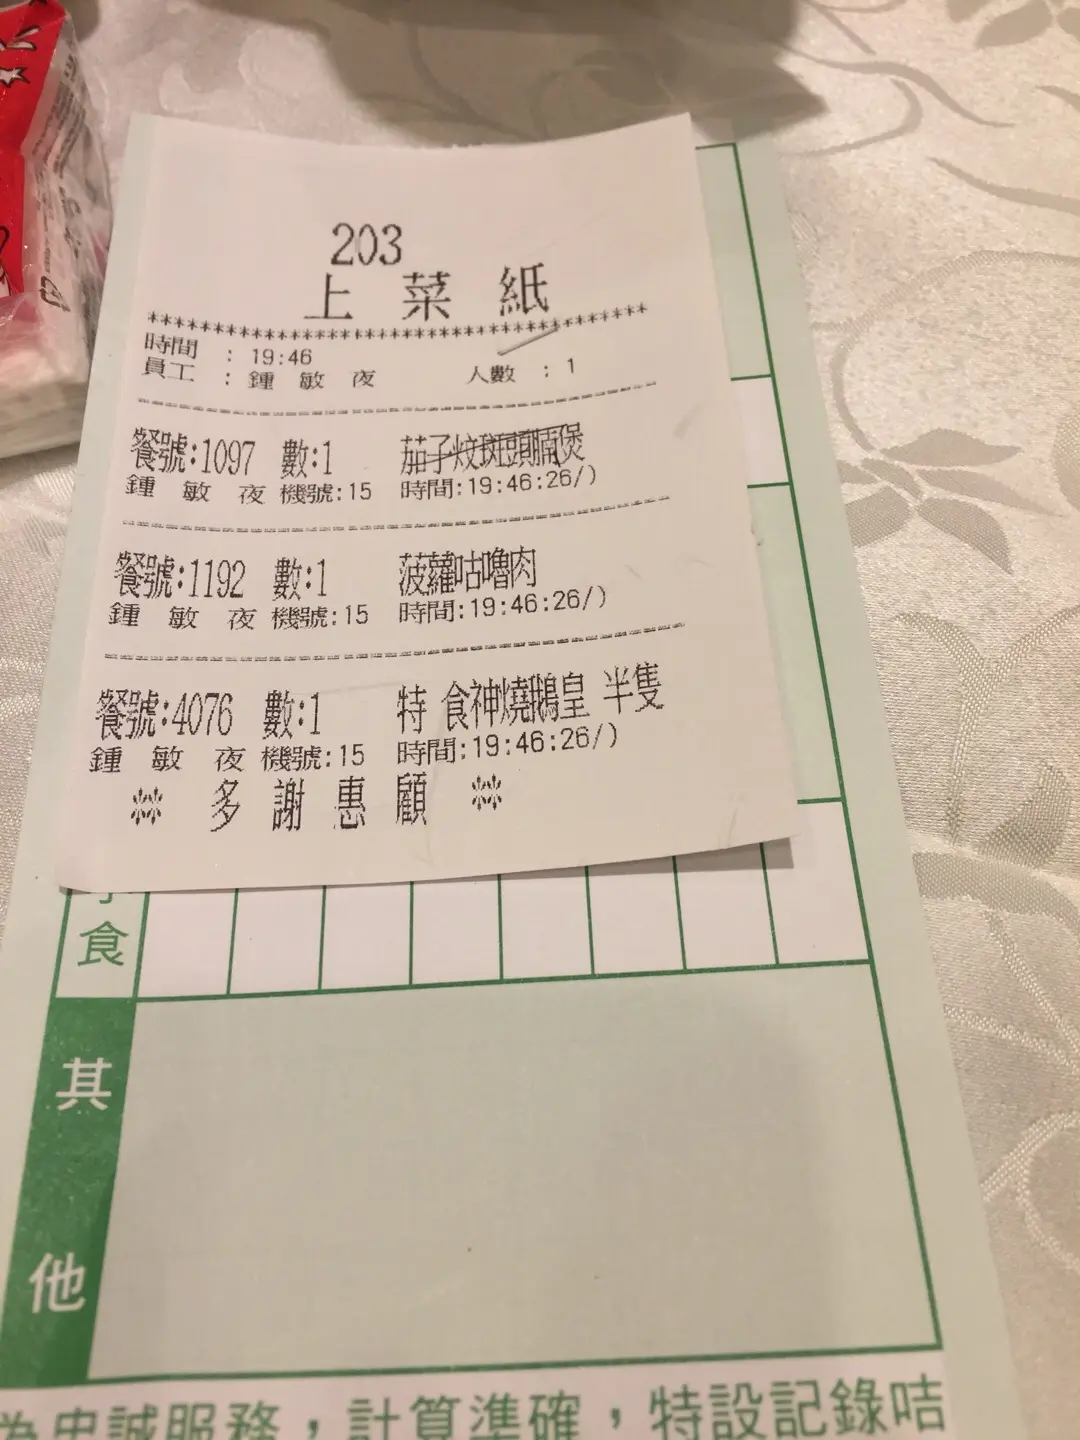 203
上菜紙
************************************
時間 : 19:46
員工 : 鍾 敏 夜 人數 : 1
餐號:1097 數:1 茄子炆斑頭腩煲
鍾 敏 夜 機號:15 時間:19:46:26/)
餐號:1192 數:1 菠蘿咕嚕肉
鍾 敏 夜 機號:15 時間:19:46:26/)
餐號:4076 數:1 特 食神燒鵝皇 半隻
鍾 敏 夜 機號:15 時間:19:46:26/)
** 多謝惠顧 **
食
其他
為忠誠服務，計算準確，特設記錄咭